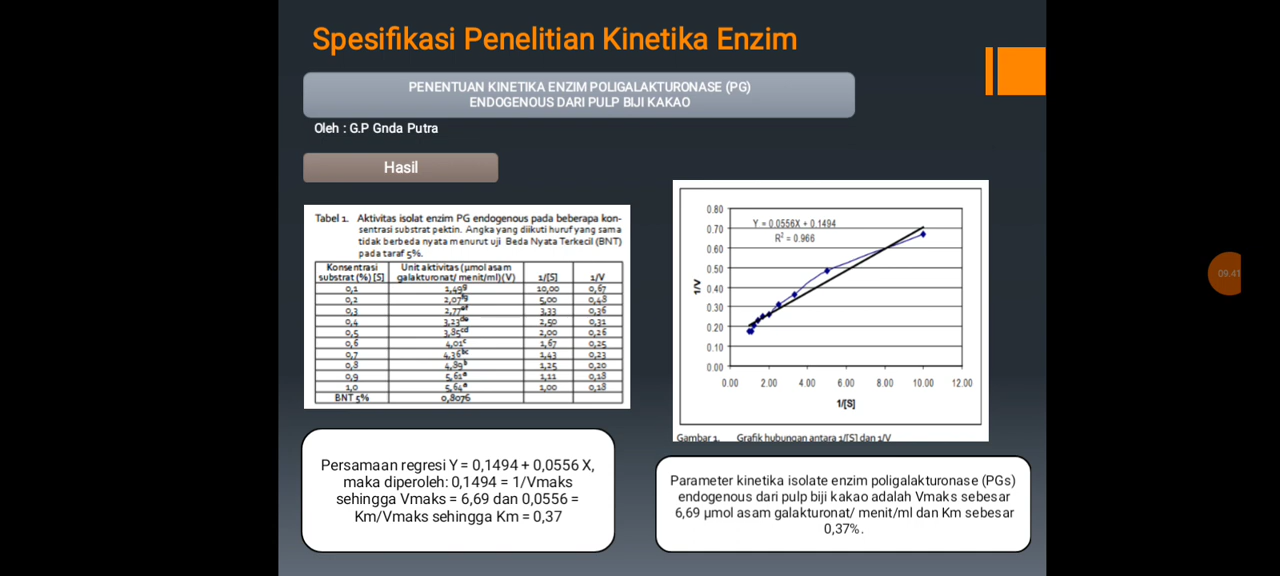 Spesifikasi Penelitian Kinetika Enzim
PENENTUAN KINETIKA ENZIM POLIGALAKTURONASE (PG)
ENDOGENOUS DARI PULP BIJI KAKAO
Oleh : G.P Gnda Putra
Hasil
Tabel 1. Aktivitas isolat enzim PG endogenous pada beberapa kon-
sentrasi substrat pektin. Angka yang diikuti huruf yang sama
tidak berbeda nyata menurut uji Beda Nyata Terkecil (BNT)
pada taraf 5%.
Konsentrasi substrat (%) [S] Unit aktivitas (µmol asam galakturonat/ menit/ml)(V) 1/[S] 1/V
0,1 1,49g 10,00 0,67
0,2 2,07fg 5,00 0,48
0,3 2,77ef 3,33 0,36
0,4 3,23de 2,50 0,31
0,5 3,85cd 2,00 0,26
0,6 4,01c 1,67 0,25
0,7 4,36bc 1,43 0,23
0,8 4,89b 1,25 0,20
0,9 5,61a 1,11 0,18
1,0 5,64a 1,00 0,18
BNT 5% 0,8076
0.80
0.70
0.60
0.50
0.40
0.30
0.20
0.10
0.00
1/V
Y = 0.0556X + 0.1494
R² = 0.966
0.00 2.00 4.00 6.00 8.00 10.00 12.00
1/[S]
Gambar 1. Grafik hubungan antara 1/[S] dan 1/V
Persamaan regresi Y = 0,1494 + 0,0556 X,
maka diperoleh: 0,1494 = 1/Vmaks
sehingga Vmaks = 6,69 dan 0,0556 =
Km/Vmaks sehingga Km = 0,37
Parameter kinetika isolate enzim poligalakturonase (PGs)
endogenous dari pulp biji kakao adalah Vmaks sebesar
6,69 µmol asam galakturonat/ menit/ml dan Km sebesar
0,37%.
09.41